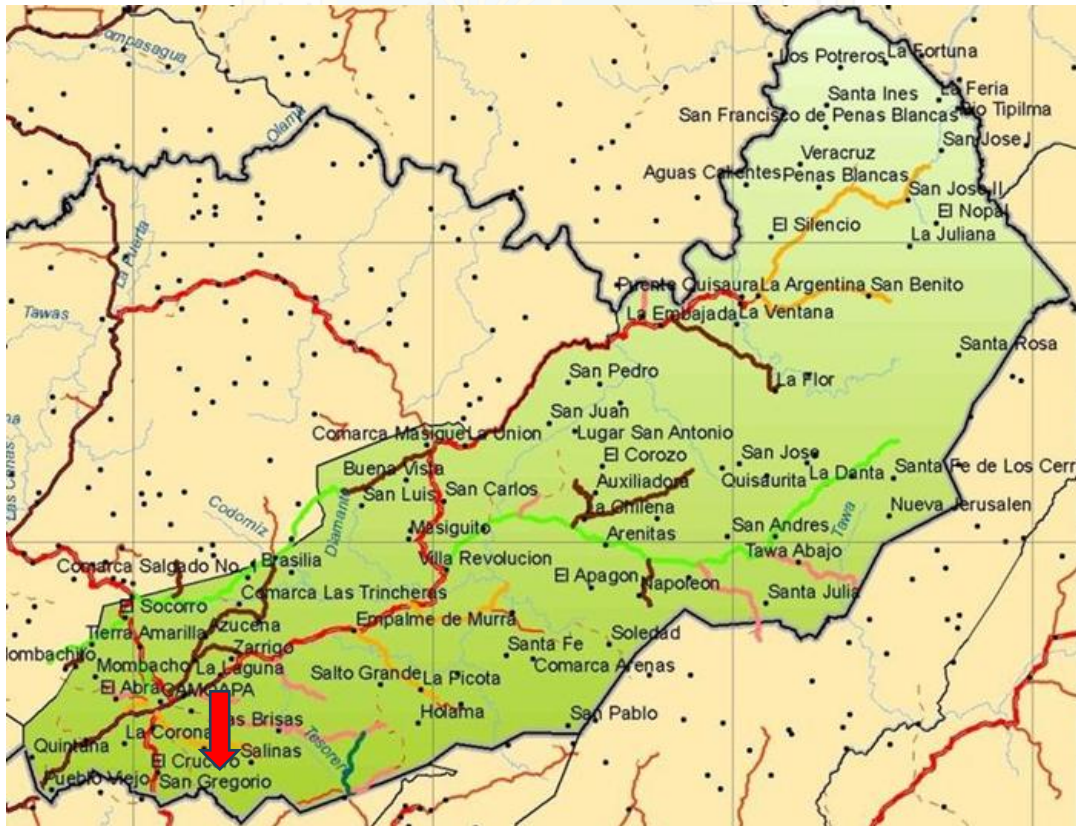 Compasagua
Los Potreros
La Fortuna
La Feria
Santa Ines
Rio Tipilma
San Francisco de Penas Blancas
Olama
San Jose I
Veracruz
Aguas Calientes
Penas Blancas
San Jose II
El Nopal
La Puerta
El Silencio
La Juliana
Puente Quisaura
La Argentina
San Benito
Tawas
La Embajada
La Ventana
Santa Rosa
San Pedro
La Flor
San Juan
Comarca Masigue
La Union
Lugar San Antonio
El Corozo
San Jose
Buena Vista
La Danta
Santa Fe de Los Cerr
Las Canas
San Luis
San Carlos
Auxiliadora
Quisaurita
La Chilena
Nueva Jerusalen
Codorniz
Diamante
Masiguito
Arenitas
San Andres
Tawa
Brasilia
Villa Revolucion
Tawa Abajo
Comarca Salgado No.
El Apagon
Napoleon
Comarca Las Trincheras
Santa Julia
El Socorro
Azucena
Empalme de Murra
Tierra Amarilla
Soledad
Zarrigo
Santa Fe
Mombachito
Mombacho
La Laguna
Salto Grande
Comarca Arenas
El Abra
La Picota
Holama
San Pablo
La Corona
Las Brisas
Quintana
Salinas
Tesorero
El Crucero
Pueblo Viejo
San Gregorio